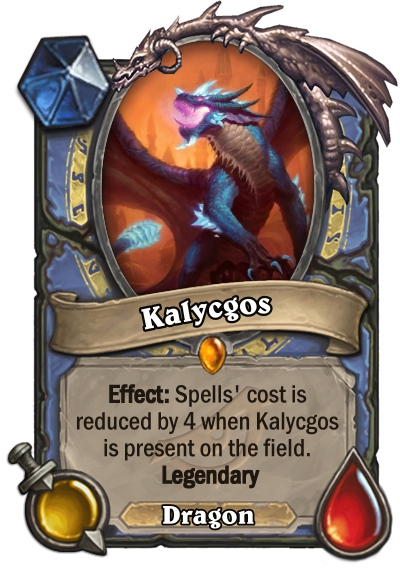 Kalycgos
Effect: Spells' cost is
reduced by 4 when Kalycgos
is present on the field.
Legendary
Dragon